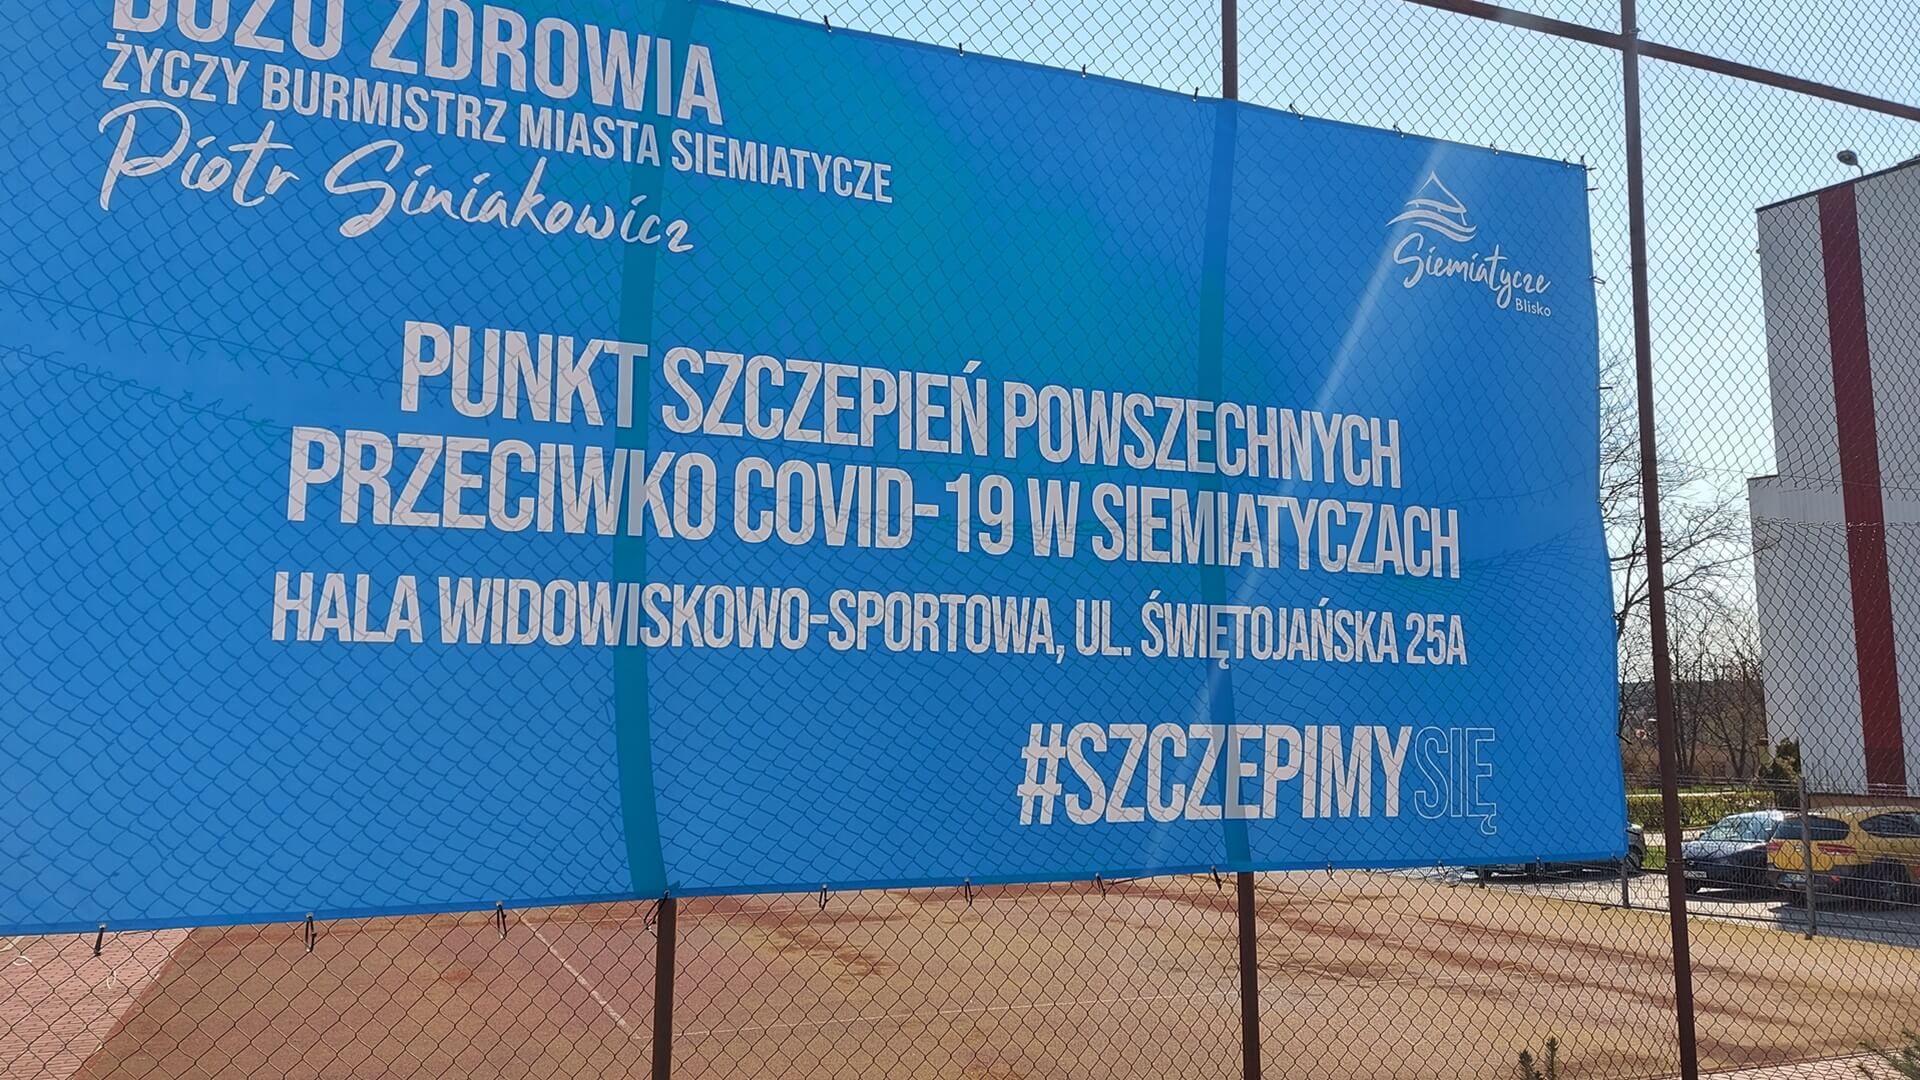 DUŻO ZDROWIA
ŻYCZY BURMISTRZ MIASTA SIEMIATYCZE
Piotr Siniakowicz
Siemiatycze
Blisko
PUNKT SZCZEPIEŃ POWSZECHNYCH
PRZECIWKO COVID-19 W SIEMIATYCZACH
HALA WIDOWISKOWO-SPORTOWA, UL. ŚWIĘTOJAŃSKA 25A
#SZCZEPIMYSIĘ